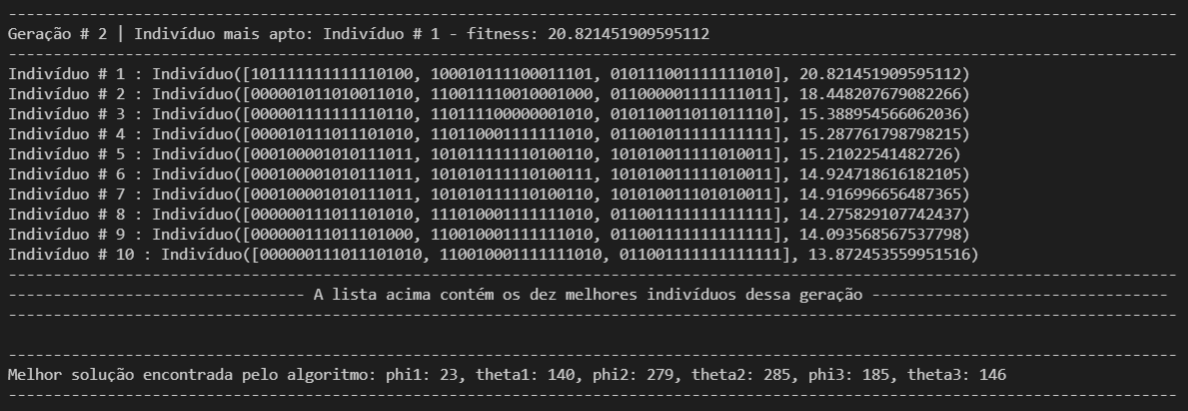 Geração # 2 | Indivíduo mais apto: Indivíduo # 1 - fitness: 20.821451909595112
Indivíduo # 1 : Indivíduo([101111111111110100, 100010111100011101, 010111001111111010], 20.821451909595112)
Indivíduo # 2 : Indivíduo([000001011010011010, 110011110010001000, 011000001111111011], 18.448207679082266)
Indivíduo # 3 : Indivíduo([000001111111110110, 110111100000001010, 010110011011011110], 15.388954566062036)
Indivíduo # 4 : Indivíduo([000010111011101010, 110110001111111010, 011001011111111111], 15.287761798798215)
Indivíduo # 5 : Indivíduo([000100001010111011, 101011111110100110, 101010011111010011], 15.21022541482726)
Indivíduo # 6 : Indivíduo([000100001010111011, 101010111110100111, 101010011111010011], 14.924718616182105)
Indivíduo # 7 : Indivíduo([000100001010111011, 101010111110100110, 101010011101010011], 14.916996656487365)
Indivíduo # 8 : Indivíduo([000000111011101010, 111010001111111010, 011001111111111111], 14.275829107742437)
Indivíduo # 9 : Indivíduo([000000111011101000, 110010001111111010, 011001111111111111], 14.093568567537798)
Indivíduo # 10 : Indivíduo([000000111011101010, 110010001111111010, 011001111111111111], 13.872453559951516)
A lista acima contém os dez melhores indivíduos dessa geração
Melhor solução encontrada pelo algoritmo: phi1: 23, theta1: 140, phi2: 279, theta2: 285, phi3: 185, theta3: 146